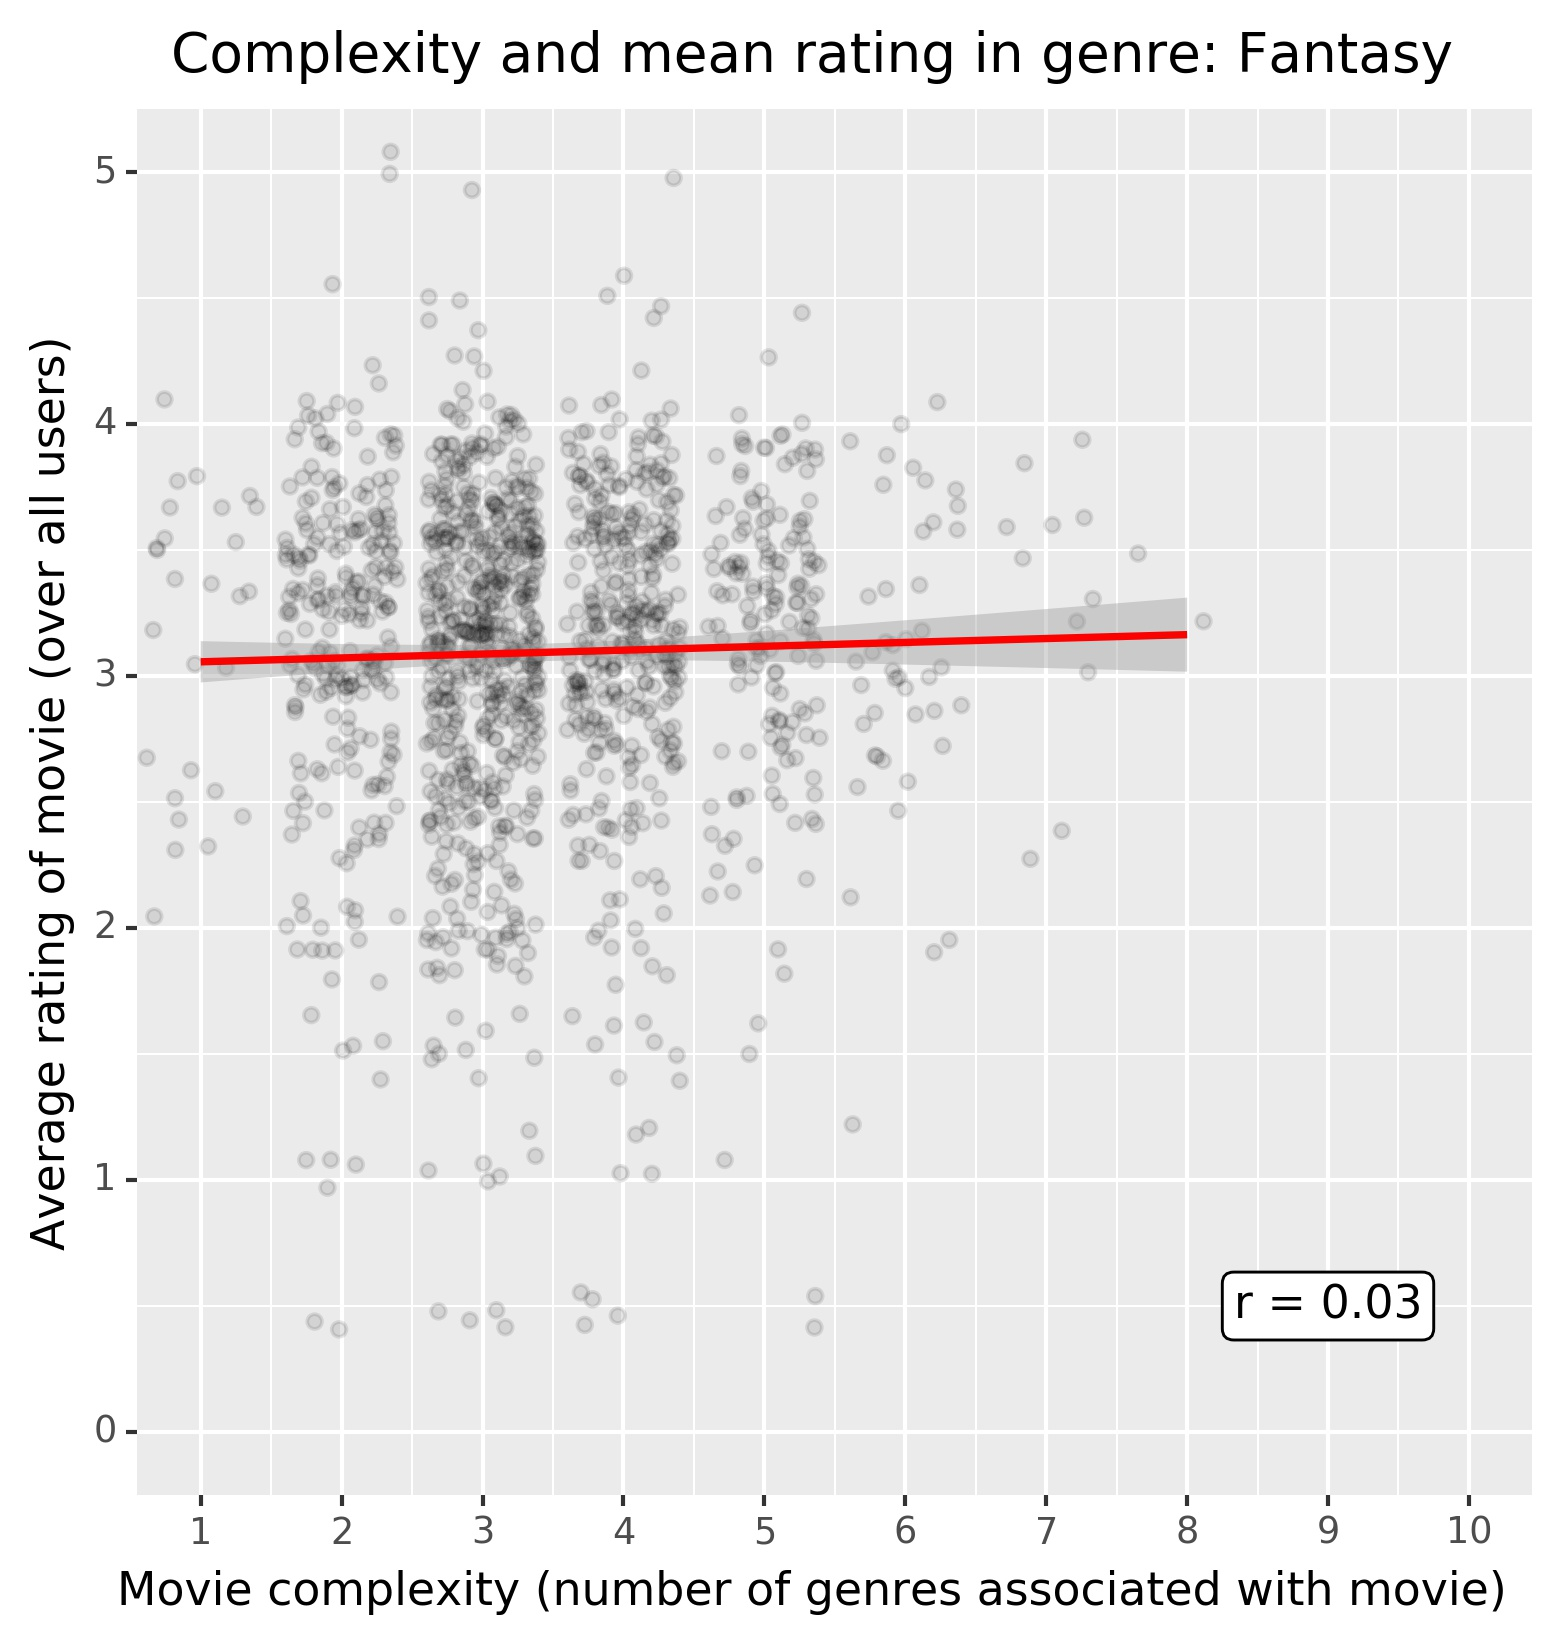 Complexity and mean rating in genre: Fantasy
Average rating of movie (over all users)
5
4
3
2
1
0
r = 0.03
1 2 3 4 5 6 7 8 9 10
Movie complexity (number of genres associated with movie)